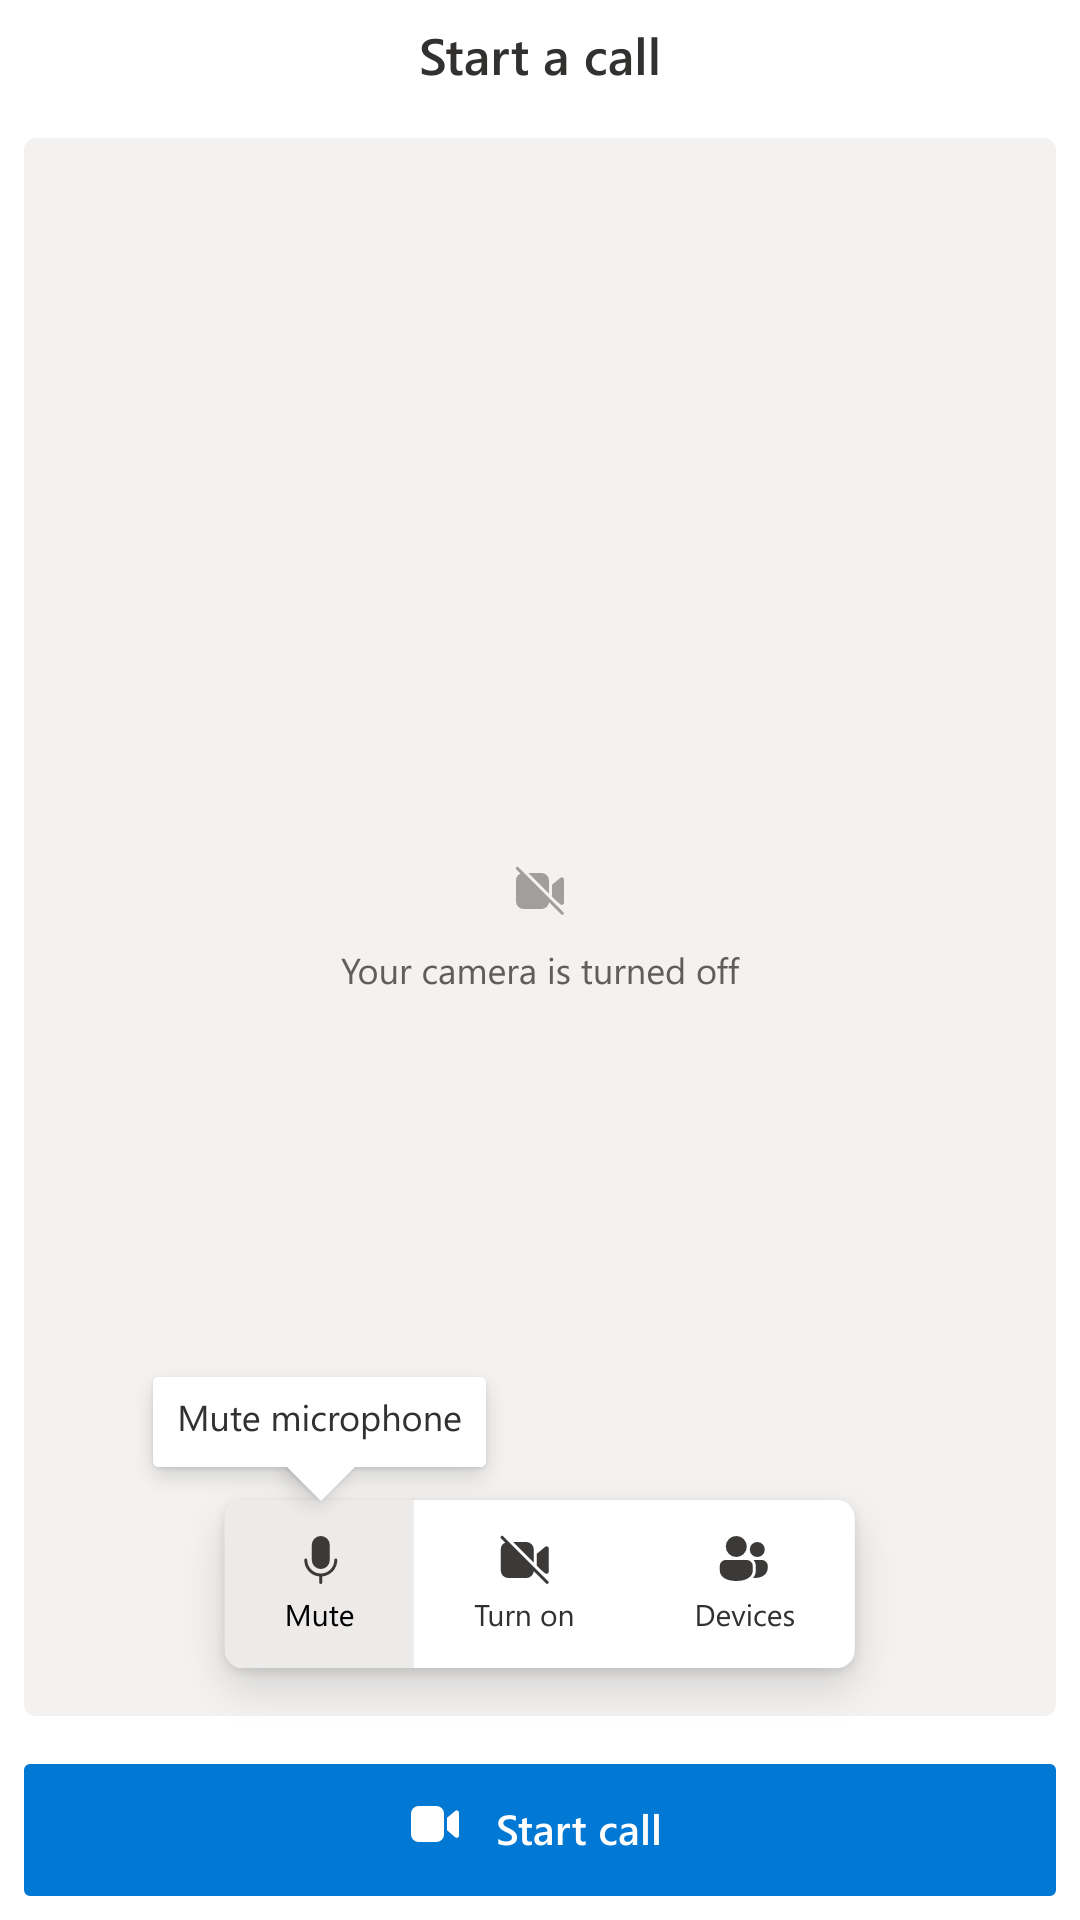 Start a call
Your camera is turned off
Mute microphone
Mute
Turn on
Devices
Start call